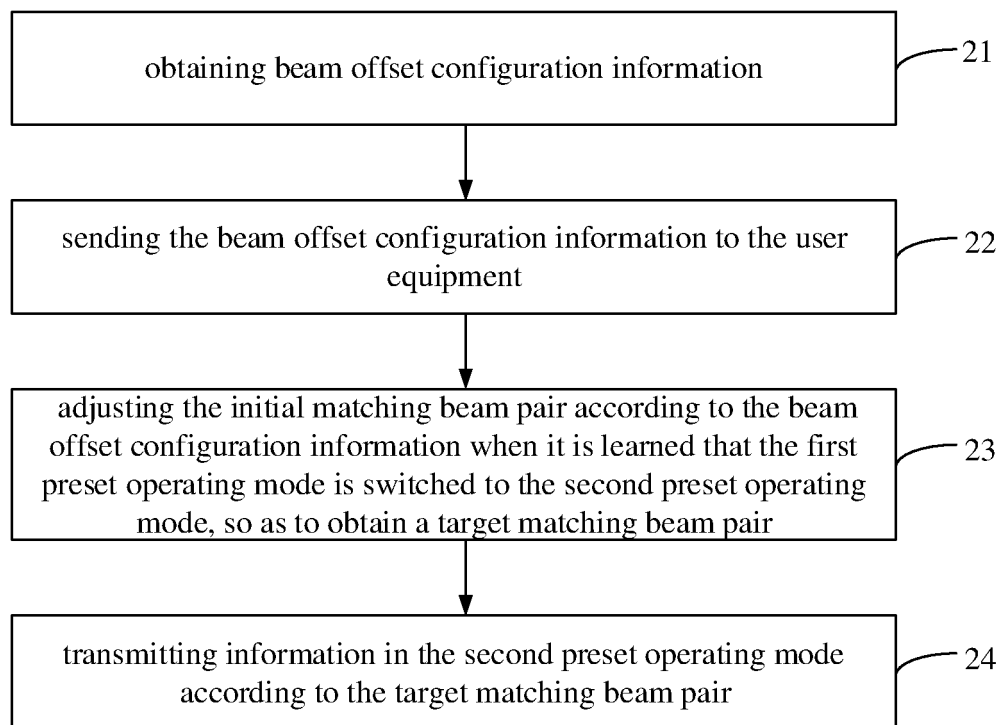 obtaining beam offset configuration information
21
sending the beam offset configuration information to the user
equipment
22
adjusting the initial matching beam pair according to the beam
offset configuration information when it is learned that the first
preset operating mode is switched to the second preset operating
mode, so as to obtain a target matching beam pair
23
transmitting information in the second preset operating mode
according to the target matching beam pair
24